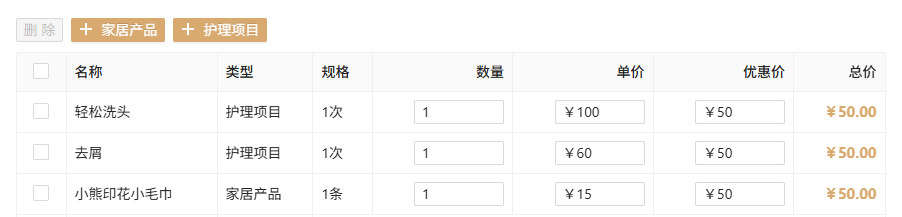 删 除 + 家居产品 + 护理项目
名称 类型 规格 数量 单价 优惠价 总价
轻松洗头 护理项目 1次 1 ￥100 ￥50 ￥50.00
去屑 护理项目 1次 1 ￥60 ￥50 ￥50.00
小熊印花小毛巾 家居产品 1条 1 ￥15 ￥50 ￥50.00